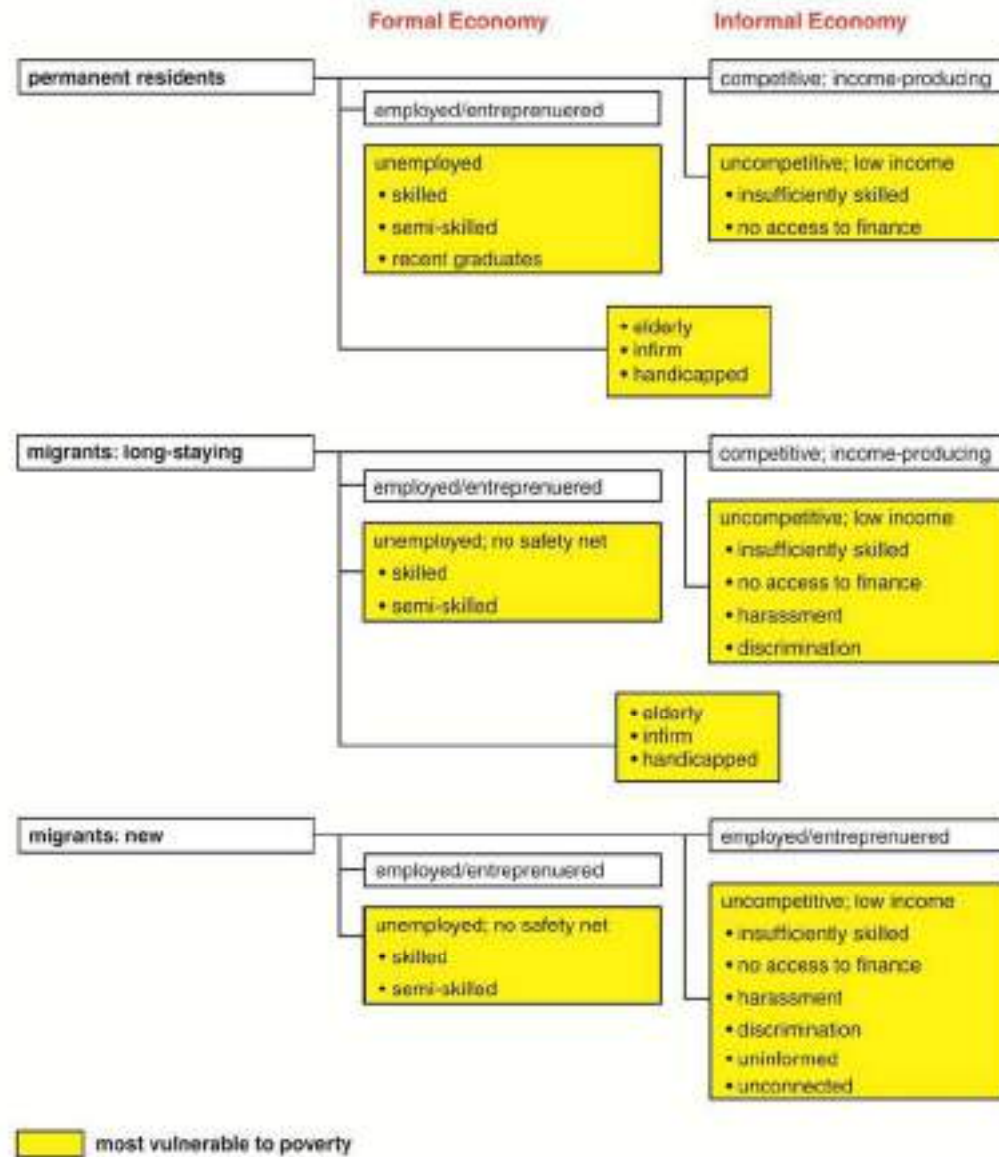 Formal Economy
Informal Economy
permanent residents
competitive; income-producing
employed/entreprenuered
unemployed
• skilled
• semi-skilled
• recent graduates
uncompetitive; low income
• insufficiently skilled
• no access to finance
• elderly
• infirm
• handicapped
migrants: long-staying
competitive; income-producing
employed/entreprenuered
unemployed; no safety net
• skilled
• semi-skilled
uncompetitive; low income
• insufficiently skilled
• no access to finance
• harassment
• discrimination
• elderly
• infirm
• handicapped
migrants: new
employed/entreprenuered
employed/entreprenuered
unemployed; no safety net
• skilled
• semi-skilled
uncompetitive; low income
• insufficiently skilled
• no access to finance
• harassment
• discrimination
• uninformed
• unconnected
most vulnerable to poverty